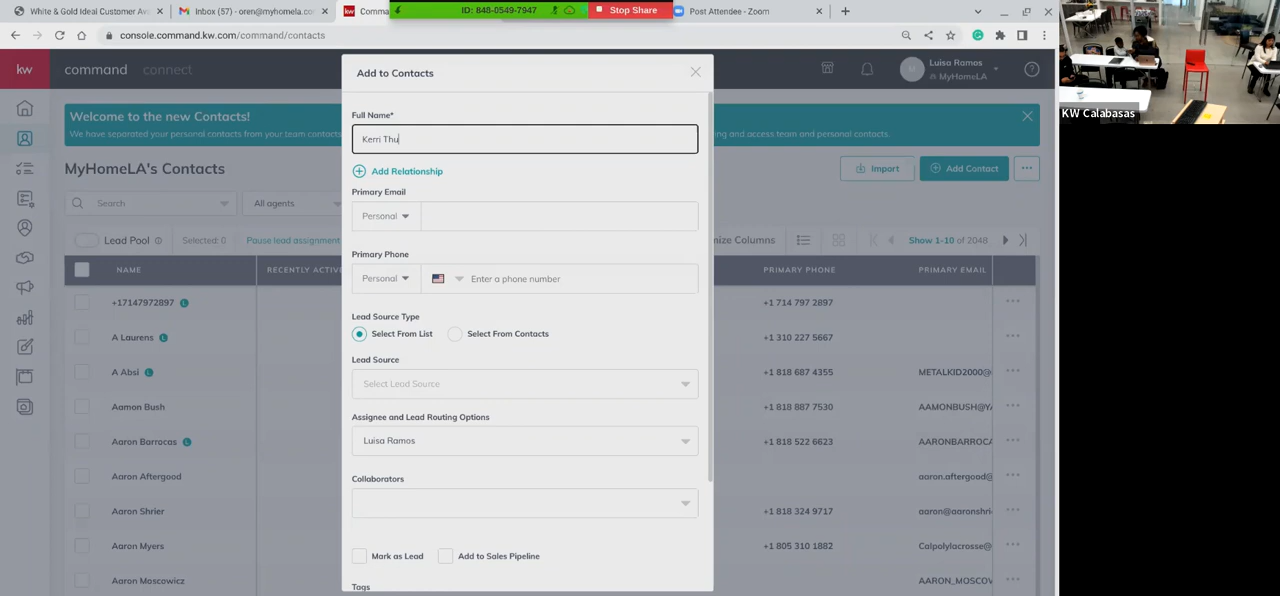 White & Gold Ideal Customer Ava
Inbox (57) - oren@myhomela.co
Comma
ID: 848-0549-7947
Stop Share
Post Attendee - Zoom
console.command.kw.com/command/contacts
kw
command
connect
Luisa Ramos
MyHomeLA
Welcome to the new Contacts!
We have separated your personal contacts from your team contacts
ng and access team and personal contacts.
MyHomeLA's Contacts
Import
Add Contact
Search
All agents
Lead Pool
Selected: 0
Pause lead assignment
mize Columns
Show 1-10 of 2048
NAME
RECENTLY ACTIVE
PRIMARY PHONE
PRIMARY EMAIL
+17147972897 L
+1 714 797 2897
A Laurens L
+1 310 227 5667
A Absi L
+1 818 687 4355
METALKID2000@
Aamon Bush
+1 818 887 7530
AAMONBUSH@YA
Aaron Barrocas L
+1 818 522 6623
AARONBARROCA
Aaron Aftergood
aaron.aftergood@
Aaron Shrier
+1 818 324 9717
aaron@aaronshrie
Aaron Myers
+1 805 310 1882
Calpolylacrosse@
Aaron Moscowicz
AARON_MOSCOW
Add to Contacts
Full Name*
Kerri Thu
Add Relationship
Primary Email
Personal
Primary Phone
Personal
Enter a phone number
Lead Source Type
Select From List
Select From Contacts
Lead Source
Select Lead Source
Assignee and Lead Routing Options
Luisa Ramos
Collaborators
Mark as Lead
Add to Sales Pipeline
Tags
KW Calabasas